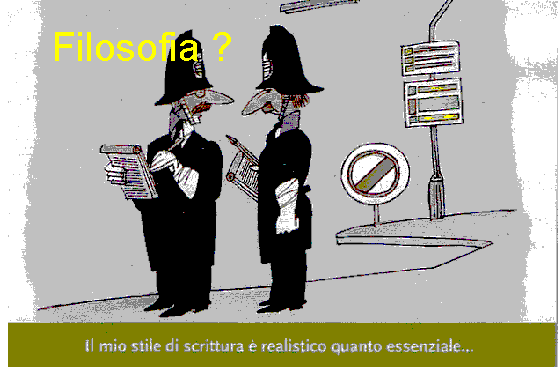 Filosofia ?
Il mio stile di scrittura è realistico quanto essenziale...